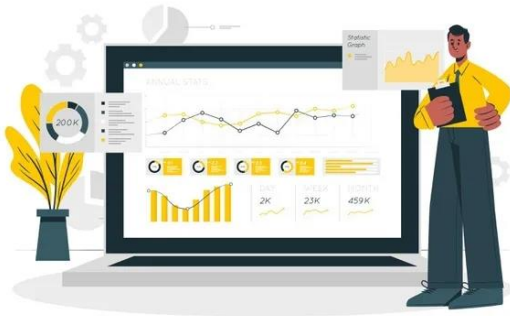 Statistic
Graph
ANNUAL STATS
200K
DAY
WEEK
MONTH
2K
23K
459K